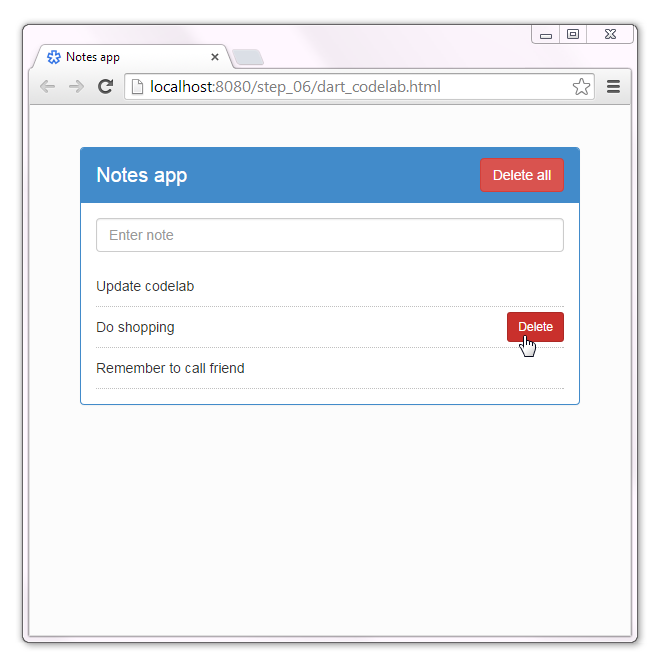 Notes app
localhost:8080/step_06/dart_codelab.html
Notes app
Delete all
Enter note
Update codelab
Do shopping
Delete
Remember to call friend